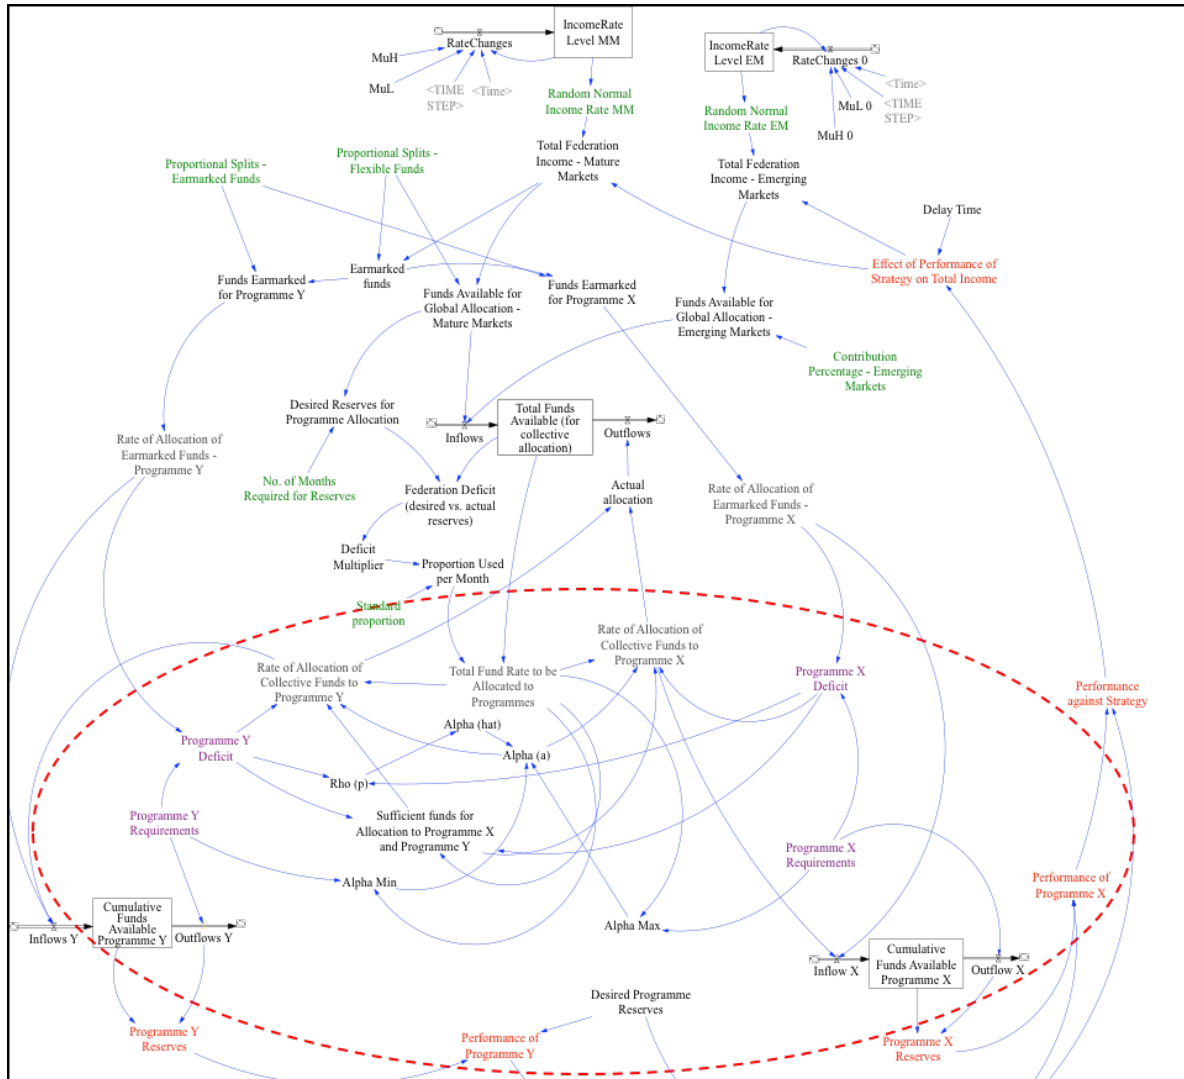 IncomeRate
Level MM
RateChanges
MuH
MuL
<TIME
STEP>
<Time>
IncomeRate
Level EM
RateChanges 0
<Time>
MuL 0
<TIME
STEP>
MuH 0
Random Normal
Income Rate MM
Random Normal
Income Rate EM
Total Federation
Income - Mature
Markets
Total Federation
Income - Emerging
Markets
Proportional Splits -
Earmarked Funds
Proportional Splits -
Flexible Funds
Delay Time
Effect of Performance of
Strategy on Total Income
Funds Earmarked
for Programme Y
Earmarked
funds
Funds Available for
Global Allocation -
Mature Markets
Funds Earmarked
for Programme X
Funds Available for
Global Allocation -
Emerging Markets
Contribution
Percentage - Emerging
Markets
Desired Reserves for
Programme Allocation
Inflows
Total Funds
Available (for
collective
allocation)
Outflows
Rate of Allocation of
Earmarked Funds -
Programme Y
No. of Months
Required for Reserves
Federation Deficit
(desired vs. actual
reserves)
Actual
allocation
Rate of Allocation of
Earmarked Funds -
Programme X
Deficit
Multiplier
Proportion Used
per Month
Standard
proportion
Rate of Allocation of
Collective Funds to
Programme Y
Total Fund Rate to be
Allocated to
Programmes
Rate of Allocation of
Collective Funds to
Programme X
Programme X
Deficit
Performance
against Strategy
Programme Y
Deficit
Alpha (hat)
Alpha (a)
Rho (p)
Programme Y
Requirements
Sufficient funds for
Allocation to Programme X
and Programme Y
Programme X
Requirements
Alpha Min
Alpha Max
Performance of
Programme X
Inflows Y
Cumulative
Funds
Available
Programme Y
Outflows Y
Inflow X
Cumulative
Funds Available
Programme X
Outflow X
Desired Programme
Reserves
Programme Y
Reserves
Performance of
Programme Y
Programme X
Reserves